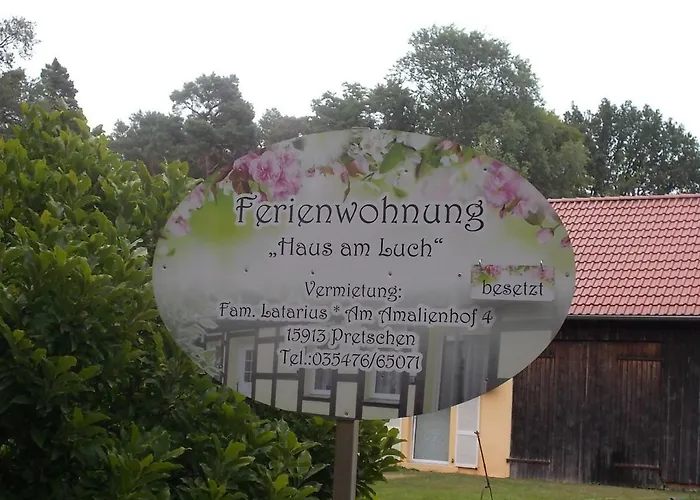 Ferienwohnung
„Haus am Luch“
besetzt
Vermietung:
Fam. Latarius * Am Amalienhof 4
15913 Pretschen
Tel.:035476/65071